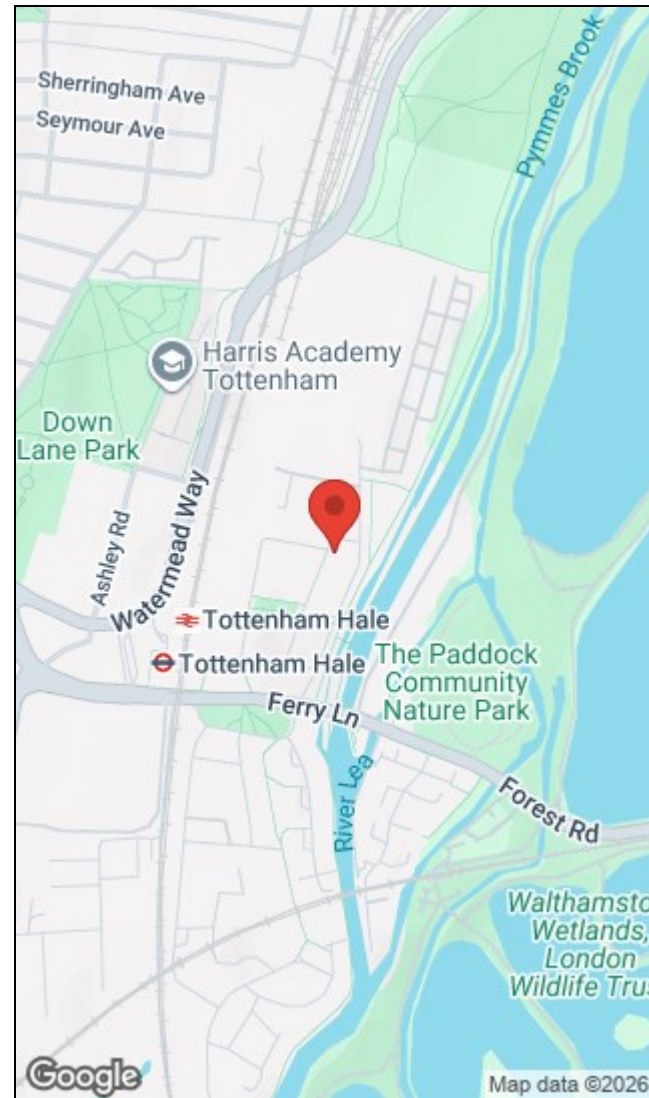 Sherringham Ave
Seymour Ave
Pymmes Brook
Harris Academy
Tottenham
Down
Lane Park
Watermead Way
Ashley Rd
Tottenham Hale
Tottenham Hale
The Paddock
Community
Nature Park
Ferry Ln
River Lea
Forest Rd
Walthamsto
Wetlands,
London
Wildlife Trus
Google
Map data ©2026